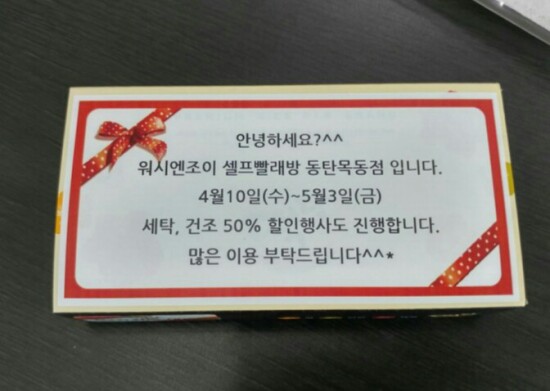 안녕하세요?^^
워시엔조이 셀프빨래방 동탄목동점 입니다.
4월10일(수)~5월3일(금)
세탁, 건조 50% 할인행사도 진행합니다.
많은 이용 부탁드립니다^^*